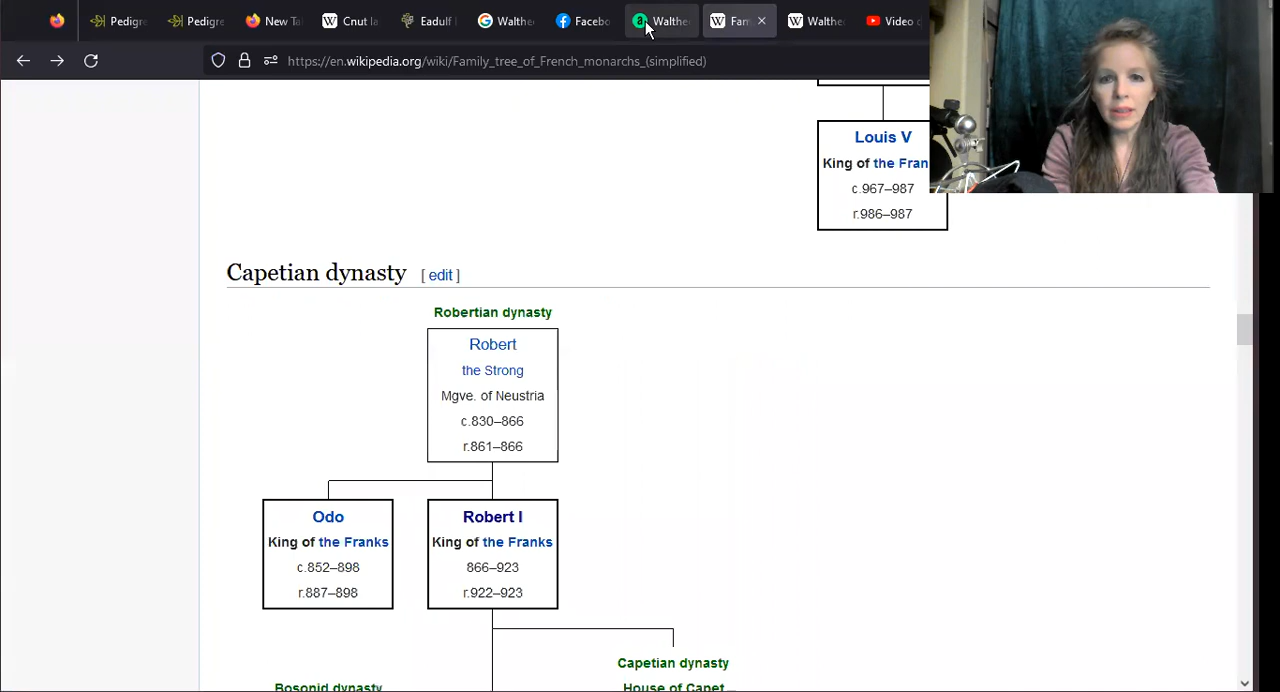 Pedigre
Pedigre
New Ta
Cnut la
Eadulf
Walthe
Facebo
Walthe
Fam
Walthe
Video c
https://en.wikipedia.org/wiki/Family_tree_of_French_monarchs_(simplified)
Louis V
King of the Fran
c.967–987
r.986–987
Capetian dynasty [ edit ]
Robertian dynasty
Robert
the Strong
Mgve. of Neustria
c.830–866
r.861–866
Odo
King of the Franks
c.852–898
r.887–898
Robert I
King of the Franks
866–923
r.922–923
Capetian dynasty
House of Capet
Bosonid dynasty